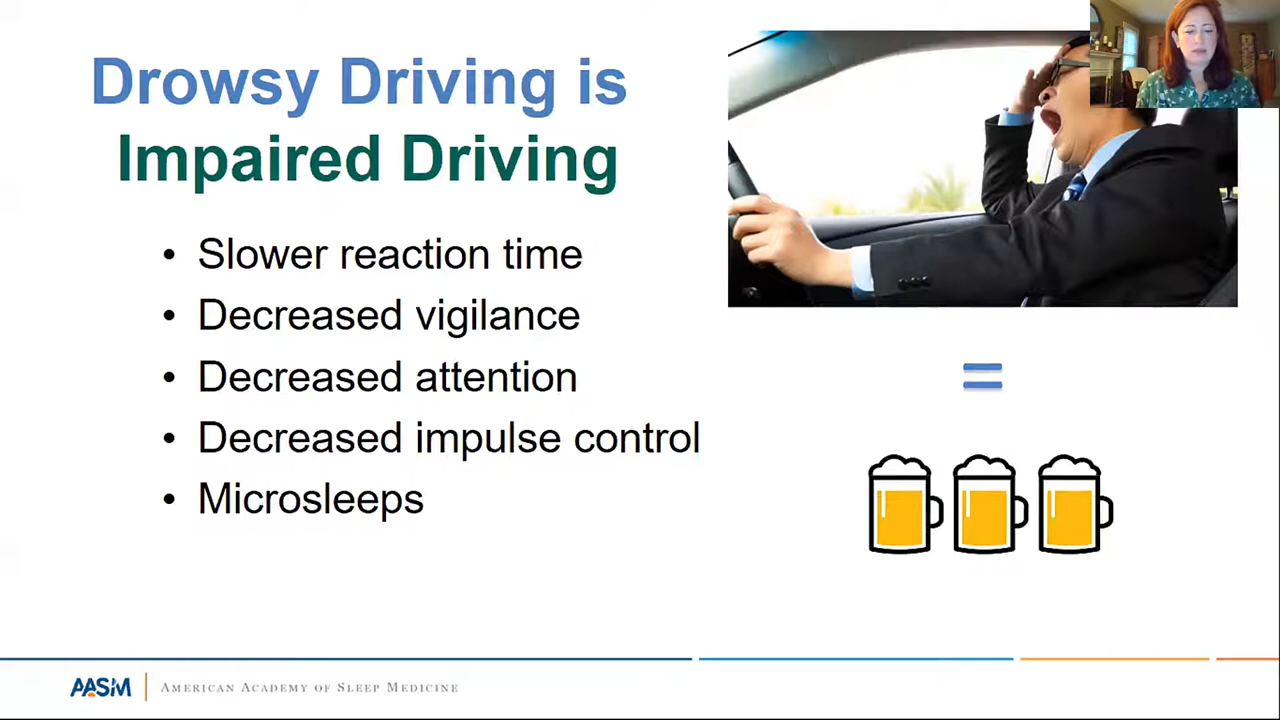 Drowsy Driving is
Impaired Driving
• Slower reaction time
• Decreased vigilance
• Decreased attention
• Decreased impulse control
• Microsleeps
=
AASM
AMERICAN ACADEMY OF SLEEP MEDICINE